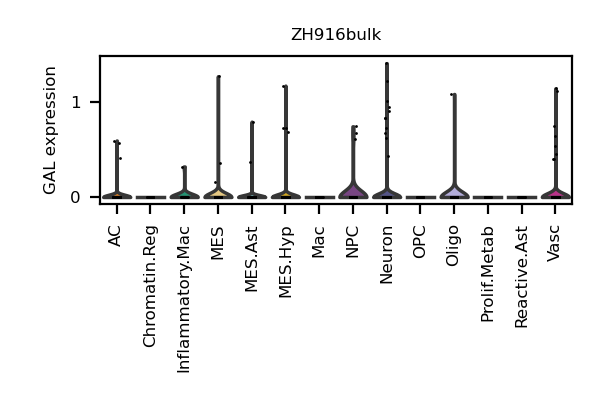 ZH916bulk
GAL expression
1
0
AC
Chromatin.Reg
Inflammatory.Mac
MES
MES.Ast
MES.Hyp
Mac
NPC
Neuron
OPC
Oligo
Prolif.Metab
Reactive.Ast
Vasc